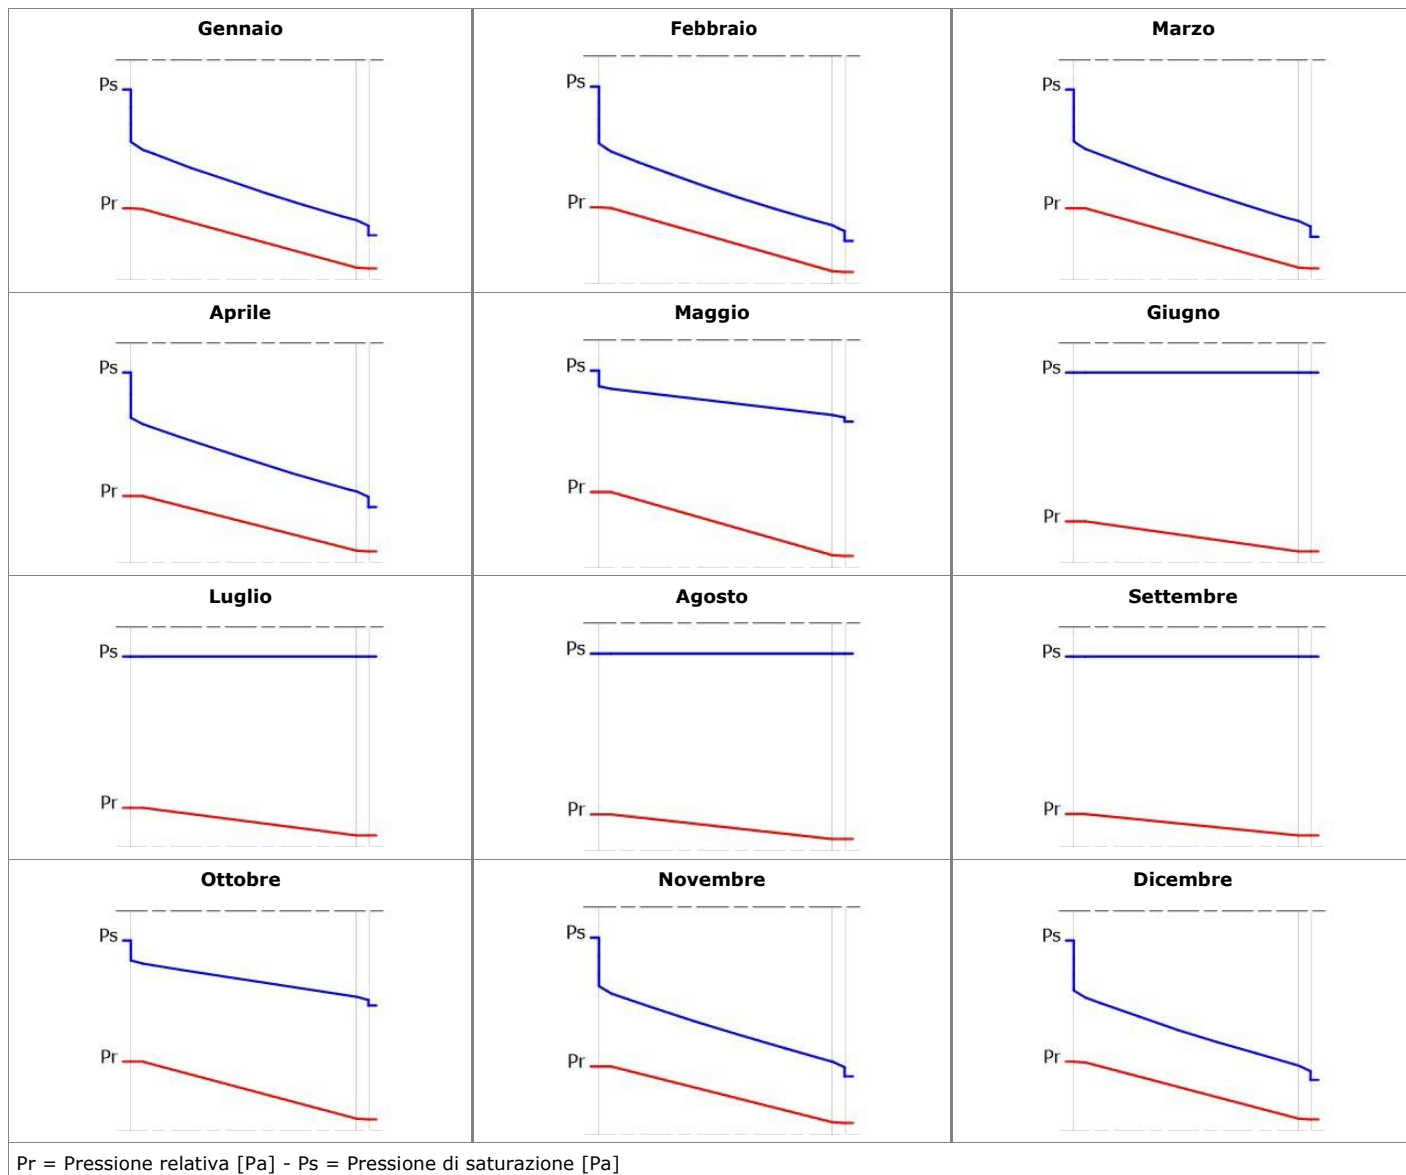 Gennaio
Febbraio
Marzo
Ps
Ps
Ps
Pr
Pr
Pr
Aprile
Maggio
Giugno
Ps
Ps
Ps
Pr
Pr
Pr
Luglio
Agosto
Settembre
Ps
Ps
Ps
Pr
Pr
Pr
Ottobre
Novembre
Dicembre
Ps
Ps
Ps
Pr
Pr
Pr
Pr = Pressione relativa [Pa] - Ps = Pressione di saturazione [Pa]